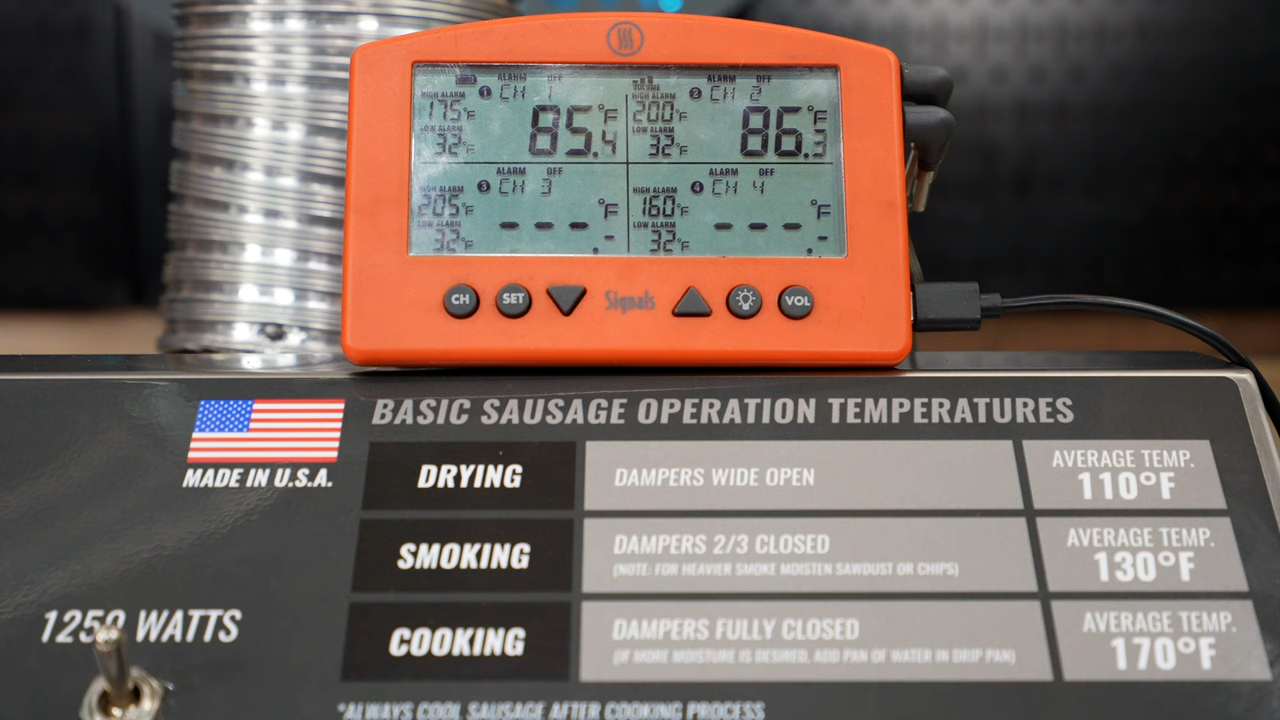 ALARM OFF
1 CH 1
HIGH ALARM
175°F
85.4°F
LOW ALARM
32°F
VOLUME
ALARM OFF
2 CH 2
HIGH ALARM
200°F
86.3°F
LOW ALARM
32°F
ALARM OFF
3 CH 3
HIGH ALARM
205°F
LOW ALARM
32°F
- - - .- °F
ALARM OFF
4 CH 4
HIGH ALARM
160°F
LOW ALARM
32°F
- - - .- °F
CH SET Signals VOL
MADE IN U.S.A.
BASIC SAUSAGE OPERATION TEMPERATURES
DRYING DAMPERS WIDE OPEN AVERAGE TEMP. 110°F
SMOKING DAMPERS 2/3 CLOSED
(NOTE: FOR HEAVIER SMOKE MOISTEN SAWDUST OR CHIPS)
AVERAGE TEMP. 130°F
COOKING DAMPERS FULLY CLOSED
(IF MORE MOISTURE IS DESIRED, ADD PAN OF WATER IN DRIP PAN)
AVERAGE TEMP. 170°F
1250 WATTS
*ALWAYS COOL SAUSAGE AFTER COOKING PROCESS